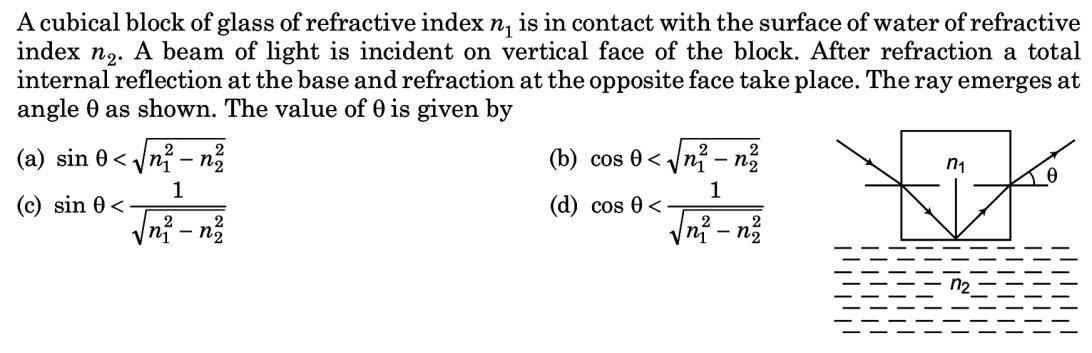 A cubical block of glass of refractive index n₁ is in contact with the surface of water of refractive
index n₂. A beam of light is incident on vertical face of the block. After refraction a total
internal reflection at the base and refraction at the opposite face take place. The ray emerges at
angle θ as shown. The value of θ is given by
(a) sin θ < √(n₁² − n₂²)
(b) cos θ < √(n₁² − n₂²)
(c) sin θ < 1/√(n₁² − n₂²)
(d) cos θ < 1/√(n₁² − n₂²)
n₁
θ
n₂